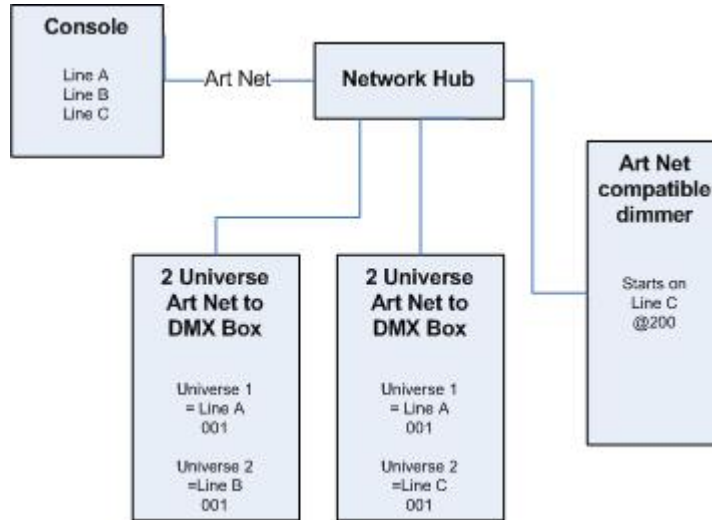 Console
Line A
Line B
Line C
Art Net
Network Hub
Art Net
compatible
dimmer
Starts on
Line C
@200
2 Universe
Art Net to
DMX Box
Universe 1
= Line A
001
Universe 2
=Line B
001
2 Universe
Art Net to
DMX Box
Universe 1
= Line A
001
Universe 2
=Line C
001